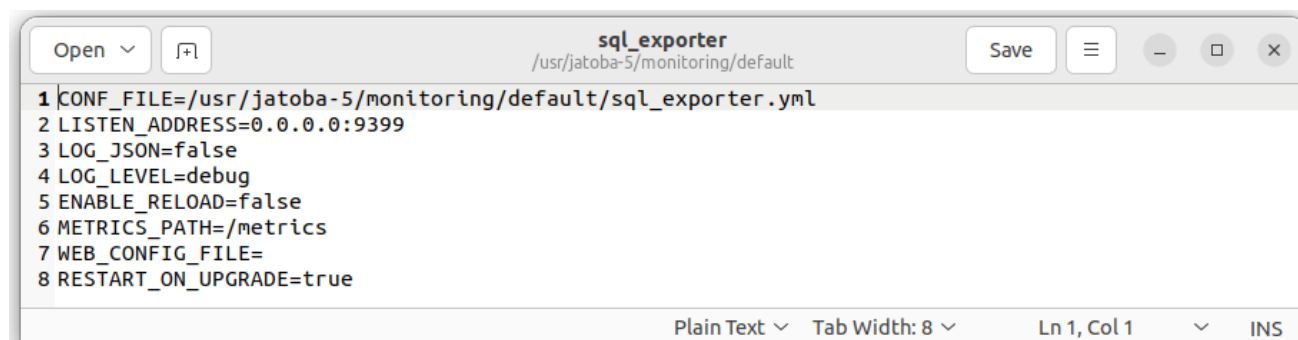 Open
sql_exporter
/usr/jatoba-5/monitoring/default
Save
1 CONF_FILE=/usr/jatoba-5/monitoring/default/sql_exporter.yml
2 LISTEN_ADDRESS=0.0.0.0:9399
3 LOG_JSON=false
4 LOG_LEVEL=debug
5 ENABLE_RELOAD=false
6 METRICS_PATH=/metrics
7 WEB_CONFIG_FILE=
8 RESTART_ON_UPGRADE=true
Plain Text Tab Width: 8 Ln 1, Col 1 INS